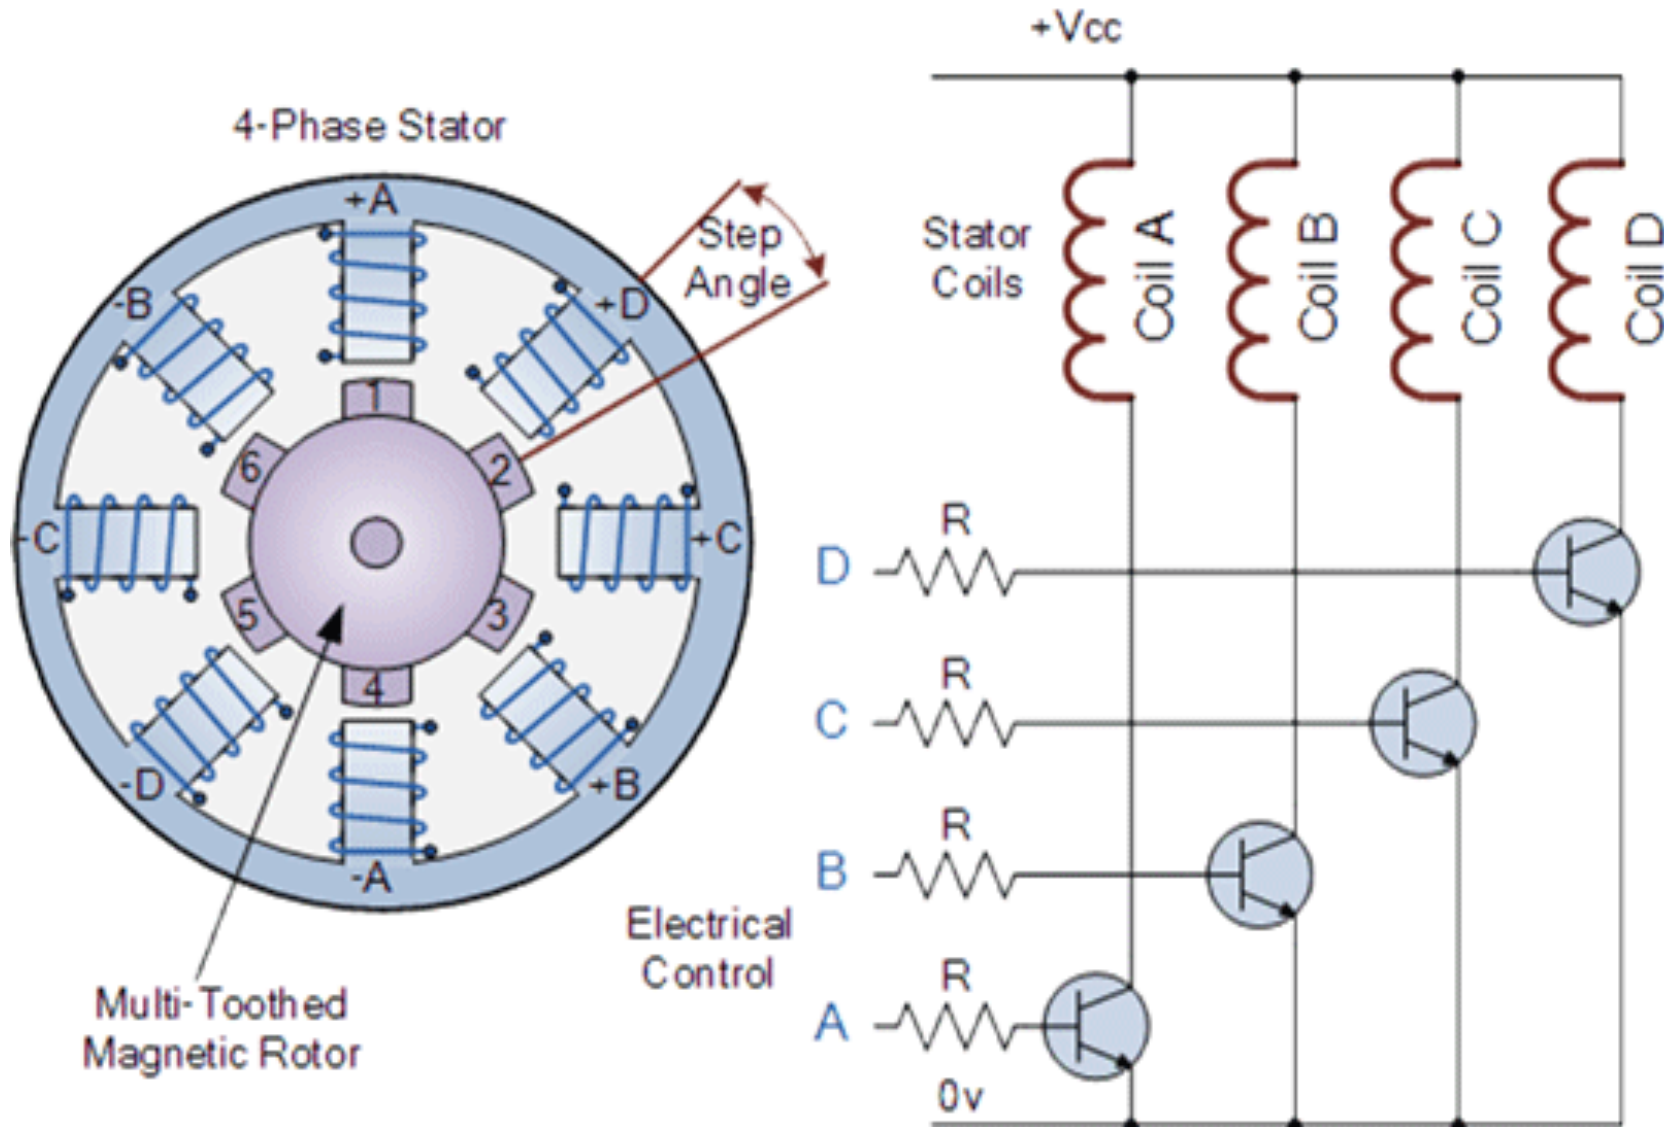 +Vcc
4-Phase Stator
+A
Step
Angle
-B
+D
-C
+C
-D
+B
-A
1
2
3
4
5
6
Multi-Toothed
Magnetic Rotor
Stator
Coils
Coil A
Coil B
Coil C
Coil D
D
R
C
R
B
R
A
R
Electrical
Control
0v